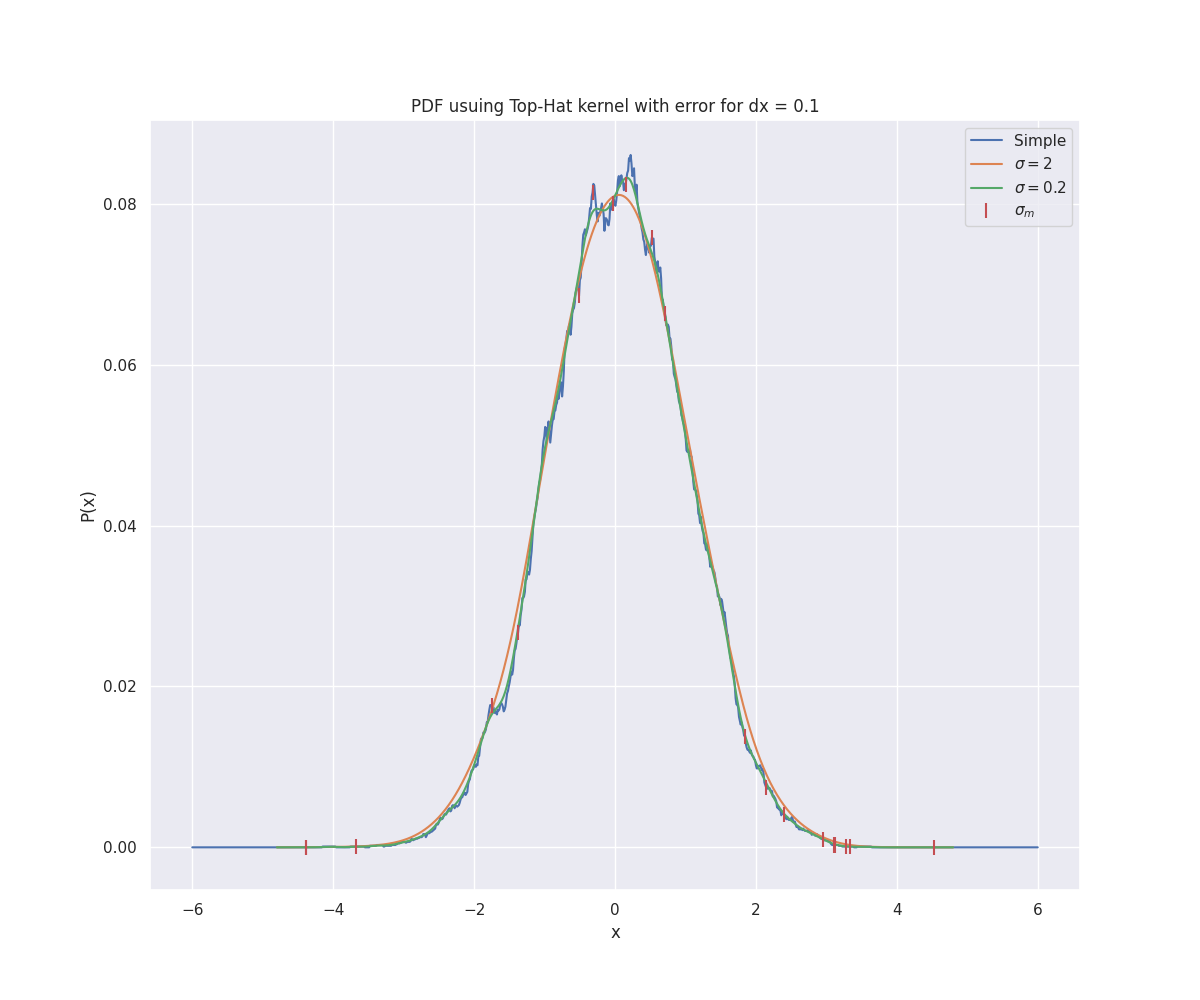 PDF usuing Top-Hat kernel with error for dx = 0.1
Simple
σ = 2
σ = 0.2
σm
P(x)
0.08
0.06
0.04
0.02
0.00
−6 −4 −2 0 2 4 6
x